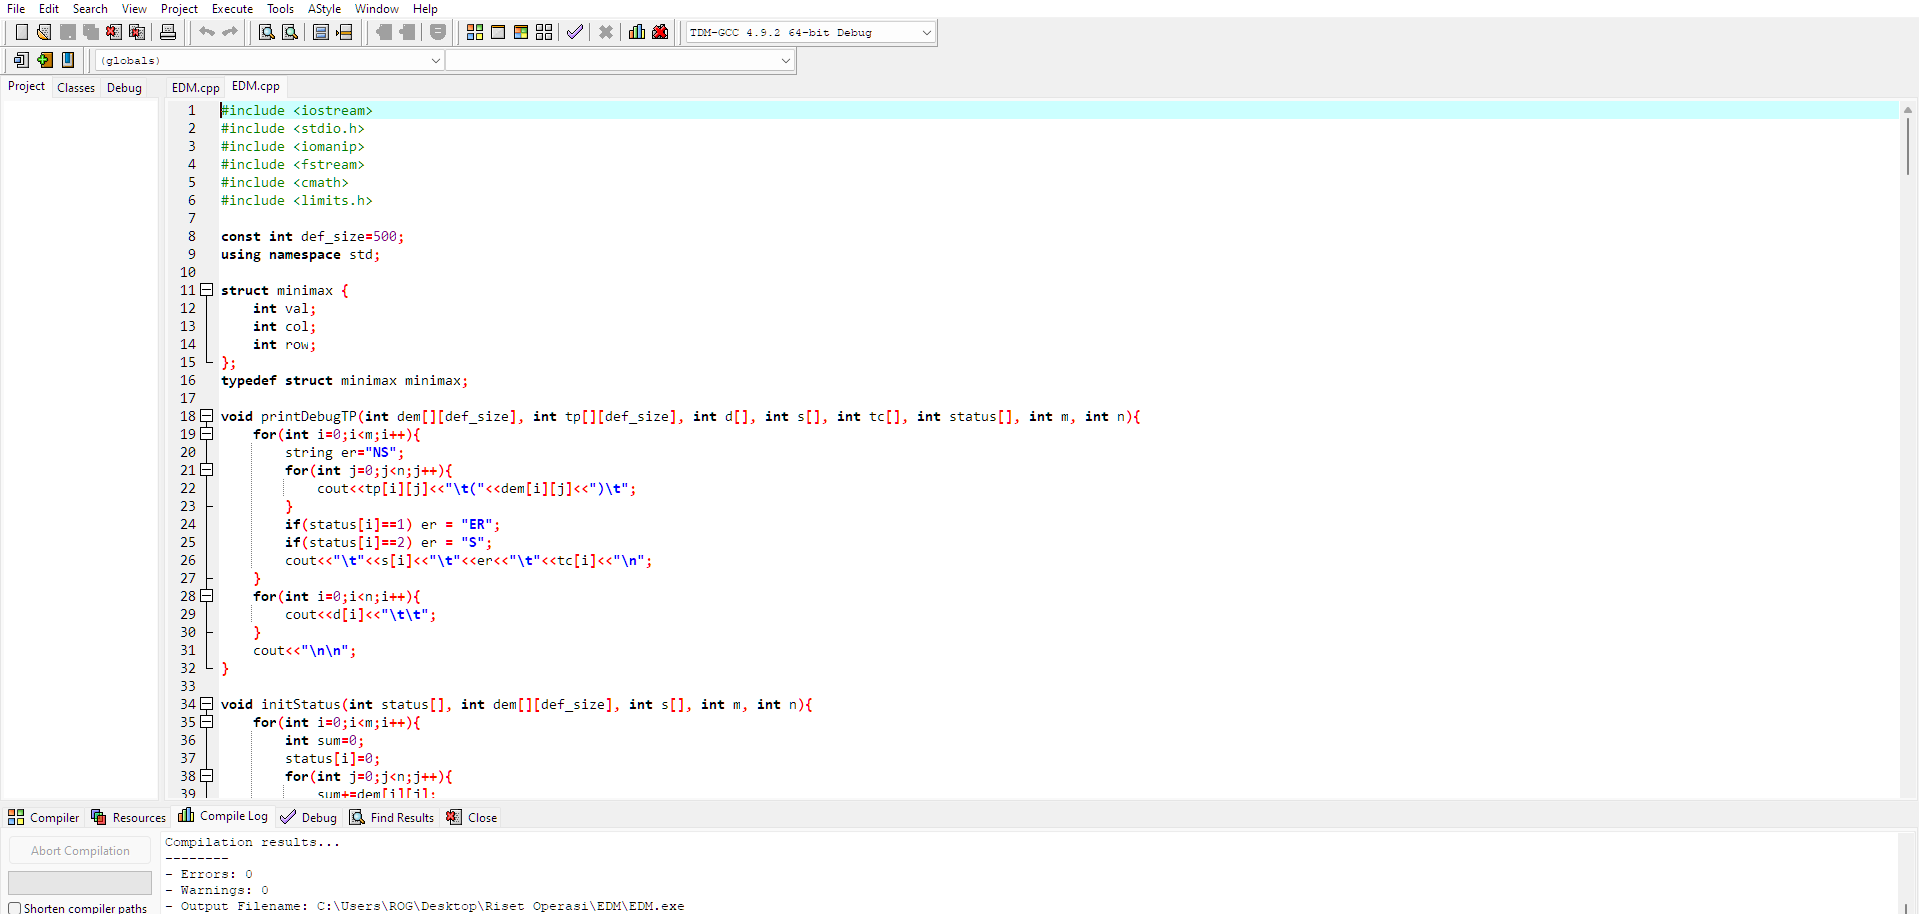 File Edit Search View Project Execute Tools AStyle Window Help
TDM-GCC 4.9.2 64-bit Debug
(globals)
Project Classes Debug EDM.cpp EDM.cpp
1 #include <iostream>
2 #include <stdio.h>
3 #include <iomanip>
4 #include <fstream>
5 #include <cmath>
6 #include <limits.h>
7
8 const int def_size=500;
9 using namespace std;
10
11 struct minimax {
12 int val;
13 int col;
14 int row;
15 };
16 typedef struct minimax minimax;
17
18 void printDebugTP(int dem[][def_size], int tp[][def_size], int d[], int s[], int tc[], int status[], int m, int n){
19 for(int i=0;i<m;i++){
20 string er="NS";
21 for(int j=0;j<n;j++){
22 cout<<tp[i][j]<<"\t("<<dem[i][j]<<")\t";
23 }
24 if(status[i]==1) er = "ER";
25 if(status[i]==2) er = "S";
26 cout<<"\t"<<s[i]<<"\t"<<er<<"\t"<<tc[i]<<"\n";
27 }
28 for(int i=0;i<n;i++){
29 cout<<d[i]<<"\t\t";
30 }
31 cout<<"\n\n";
32 }
33
34 void initStatus(int status[], int dem[][def_size], int s[], int m, int n){
35 for(int i=0;i<m;i++){
36 int sum=0;
37 status[i]=0;
38 for(int j=0;j<n;j++){
39 sum+=dem[i][j];
Compiler Resources Compile Log Debug Find Results Close
Abort Compilation
Shorten compiler paths
Compilation results...
--------
- Errors: 0
- Warnings: 0
- Output Filename: C:\Users\ROG\Desktop\Riset Operasi\EDM\EDM.exe